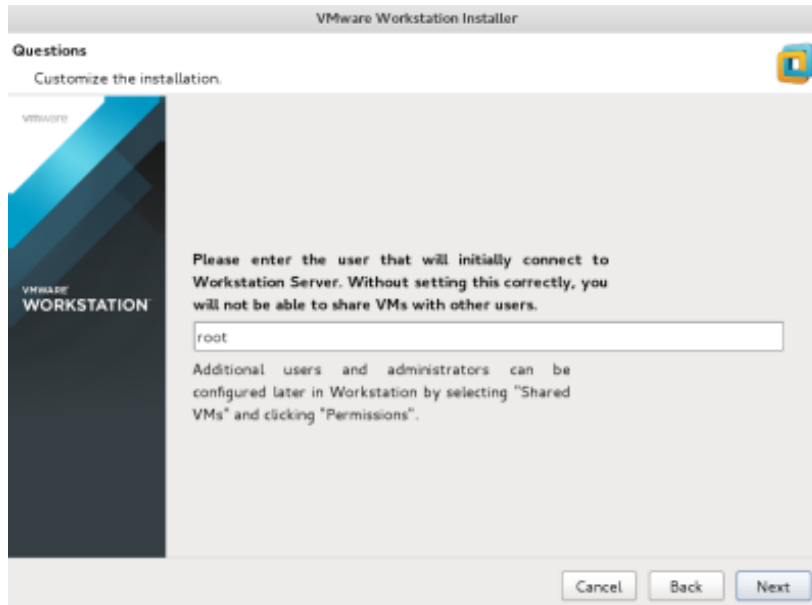 VMware Workstation Installer
Questions
Customize the installation.
vmware
Please enter the user that will initially connect to
Workstation Server. Without setting this correctly, you
will not be able to share VMs with other users.
VMWARE
WORKSTATION
root
Additional users and administrators can be
configured later in Workstation by selecting "Shared
VMs" and clicking "Permissions".
Cancel
Back
Next